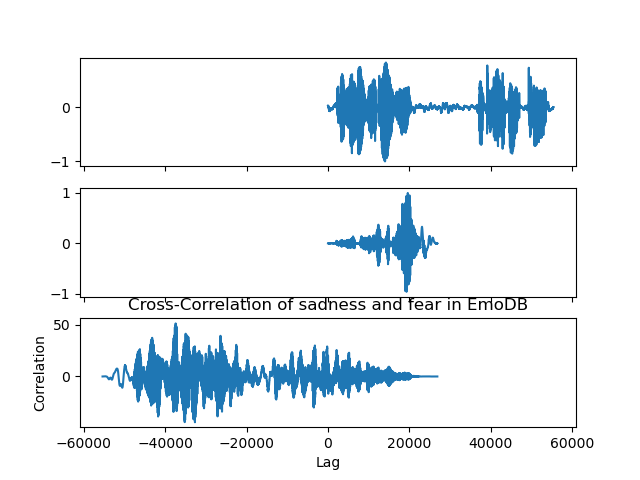 0
−1
1
0
−1
Cross-Correlation of sadness and fear in EmoDB
50
0
Correlation
−60000 −40000 −20000 0 20000 40000 60000
Lag